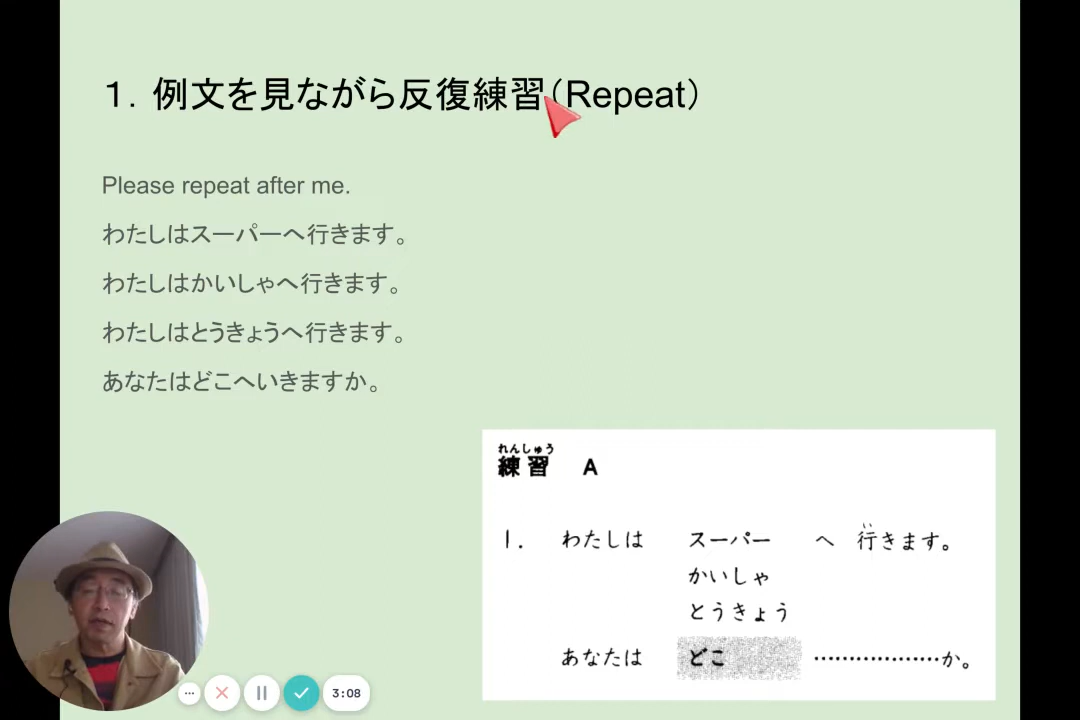 １．例文を見ながら反復練習（Repeat）
Please repeat after me.
わたしはスーパーへ行きます。
わたしはかいしゃへ行きます。
わたしはとうきょうへ行きます。
あなたはどこへいきますか。
れんしゅう
練習 A
い
1. わたしは スーパー へ 行きます。
かいしゃ
とうきょう
あなたは どこ ………………か。
3:08